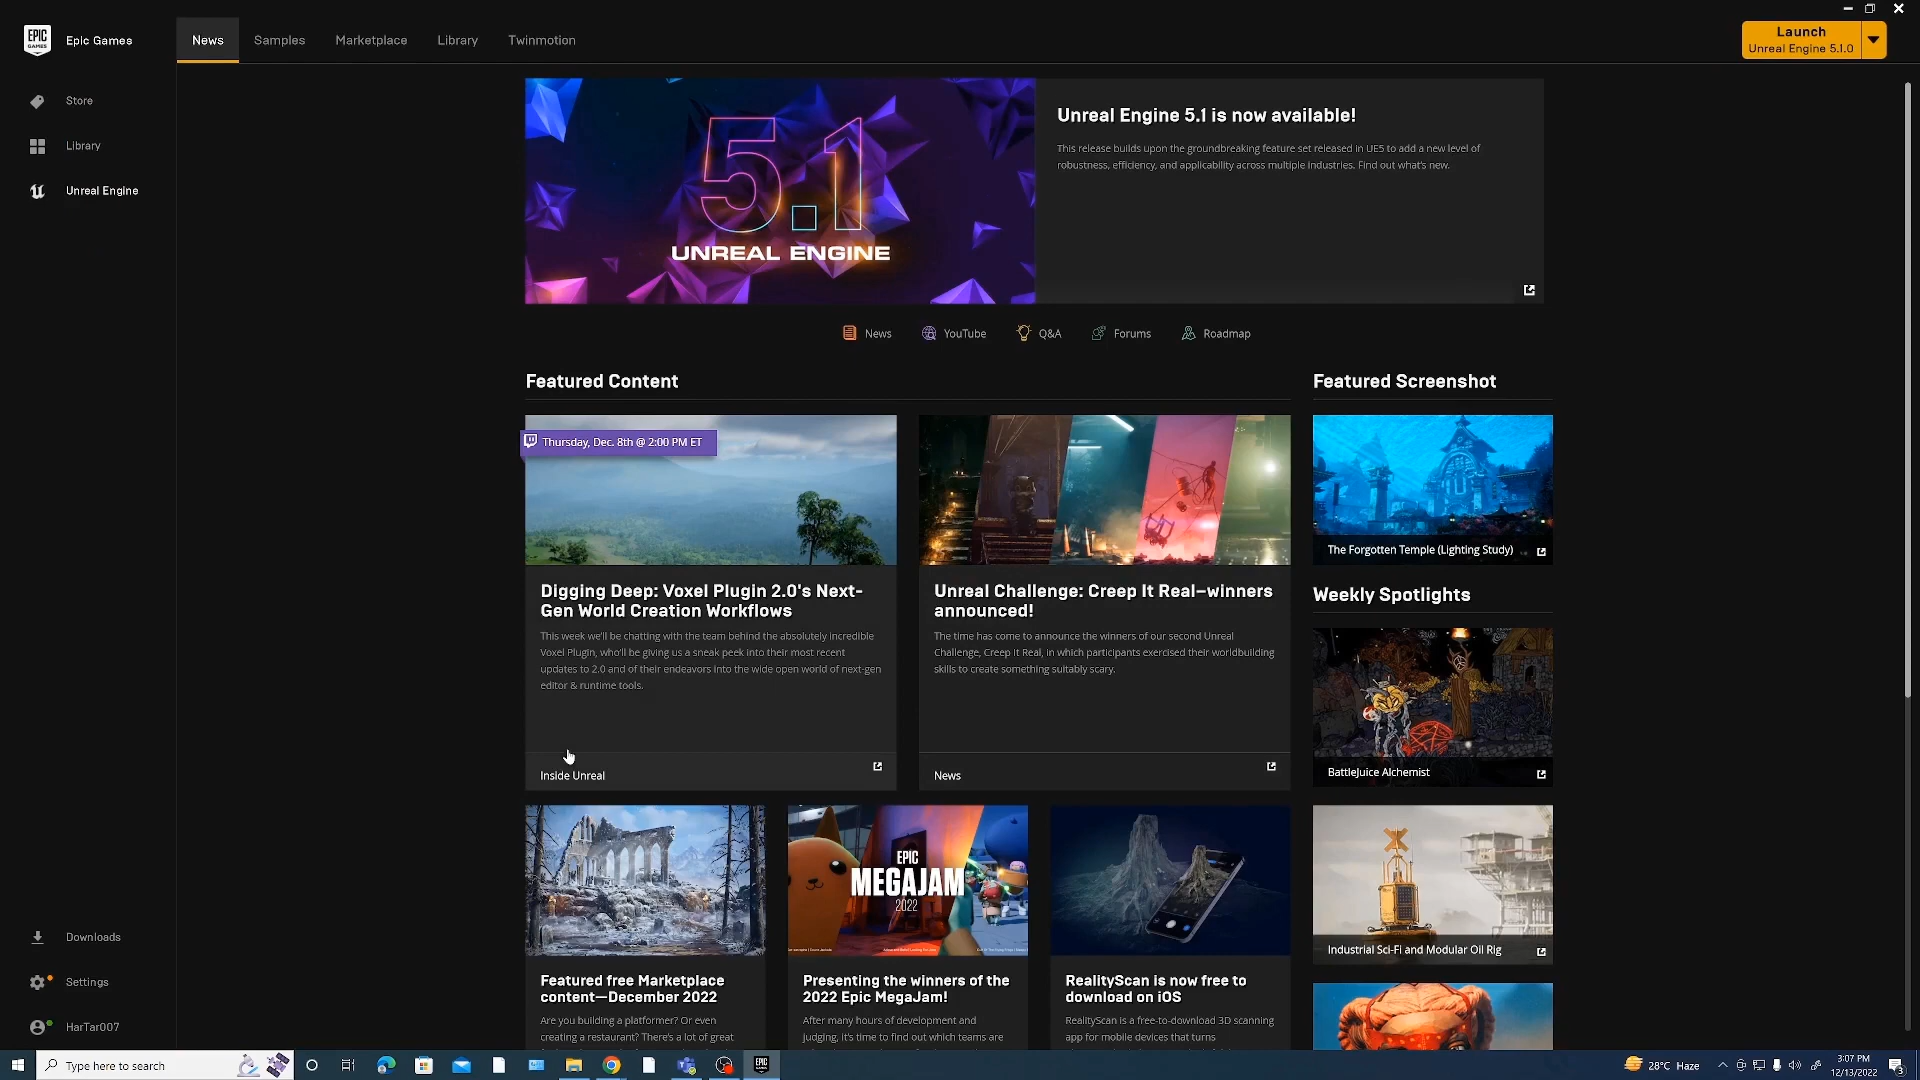 EPIC GAMES
Epic Games
News
Samples
Marketplace
Library
Twinmotion
Launch
Unreal Engine 5.1.0
Store
Library
Unreal Engine
5.1
UNREAL ENGINE
Unreal Engine 5.1 is now available!
This release builds upon the groundbreaking feature set released in UE5 to add a new level of
robustness, efficiency, and applicability across multiple industries. Find out what's new.
News
YouTube
Q&A
Forums
Roadmap
Featured Content
Featured Screenshot
Thursday, Dec. 8th @ 2:00 PM ET
Digging Deep: Voxel Plugin 2.0's Next-
Gen World Creation Workflows
This week we'll be chatting with the team behind the absolutely incredible
Voxel Plugin, who'll be giving us a sneak peek into their most recent
updates to 2.0 and of their endeavors into the wide open world of next-gen
editor & runtime tools.
Inside Unreal
Unreal Challenge: Creep It Real–winners
announced!
The time has come to announce the winners of our second Unreal
Challenge, Creep It Real, in which participants exercised their worldbuilding
skills to create something suitably scary.
News
The Forgotten Temple (Lighting Study)
Weekly Spotlights
BattleJuice Alchemist
Industrial Sci-Fi and Modular Oil Rig
EPIC
MEGAJAM
2022
Featured free Marketplace
content—December 2022
Are you building a platformer? Or even
creating a restaurant? There's a lot of great
Presenting the winners of the
2022 Epic MegaJam!
After many hours of development and
judging, it's time to find out which teams are
RealityScan is now free to
download on iOS
RealityScan is a free-to-download 3D scanning
app for mobile devices that turns
Downloads
Settings
HarTar007
Type here to search
28°C Haze
3:07 PM
12/13/2022
3